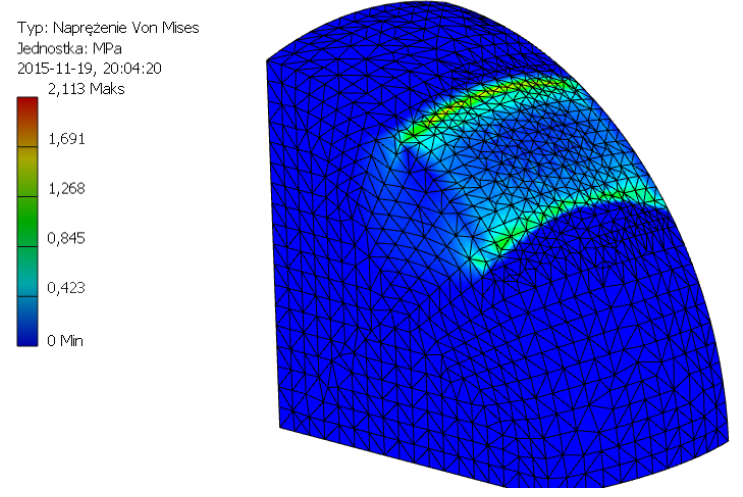 Typ: Naprężenie Von Mises
Jednostka: MPa
2015-11-19, 20:04:20
2,113 Maks
1,691
1,268
0,845
0,423
0 Min